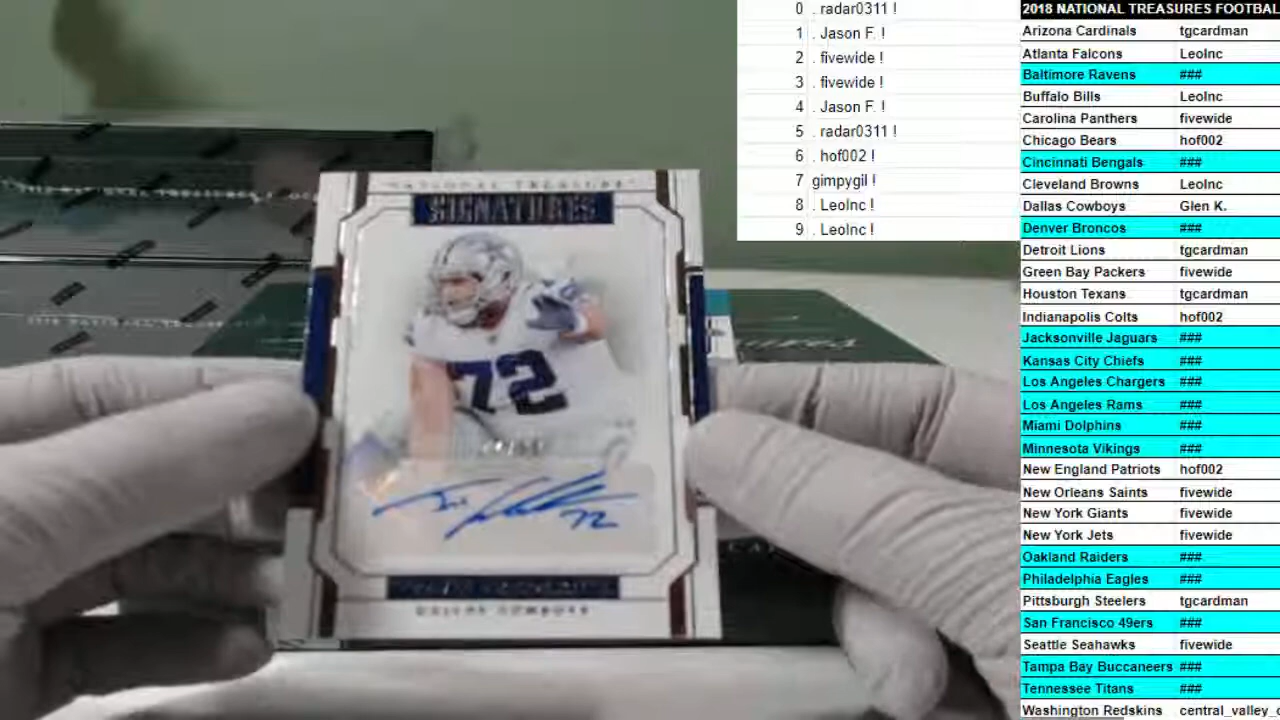 0 . radar0311 !
1 . Jason F. !
2 . fivewide !
3 . fivewide !
4 . Jason F. !
5 . radar0311 !
6 . hof002 !
7 gimpygil !
8 . LeoInc !
9 . LeoInc !
2018 NATIONAL TREASURES FOOTBAL
Arizona Cardinals tgcardman
Atlanta Falcons LeoInc
Baltimore Ravens ###
Buffalo Bills LeoInc
Carolina Panthers fivewide
Chicago Bears hof002
Cincinnati Bengals ###
Cleveland Browns LeoInc
Dallas Cowboys Glen K.
Denver Broncos ###
Detroit Lions tgcardman
Green Bay Packers fivewide
Houston Texans tgcardman
Indianapolis Colts hof002
Jacksonville Jaguars ###
Kansas City Chiefs ###
Los Angeles Chargers ###
Los Angeles Rams ###
Miami Dolphins ###
Minnesota Vikings ###
New England Patriots hof002
New Orleans Saints fivewide
New York Giants fivewide
New York Jets fivewide
Oakland Raiders ###
Philadelphia Eagles ###
Pittsburgh Steelers tgcardman
San Francisco 49ers ###
Seattle Seahawks fivewide
Tampa Bay Buccaneers ###
Tennessee Titans ###
Washington Redskins central_valley_c
NATIONAL TREASURES
SIGNATURES
72
72
DALLAS COWBOYS